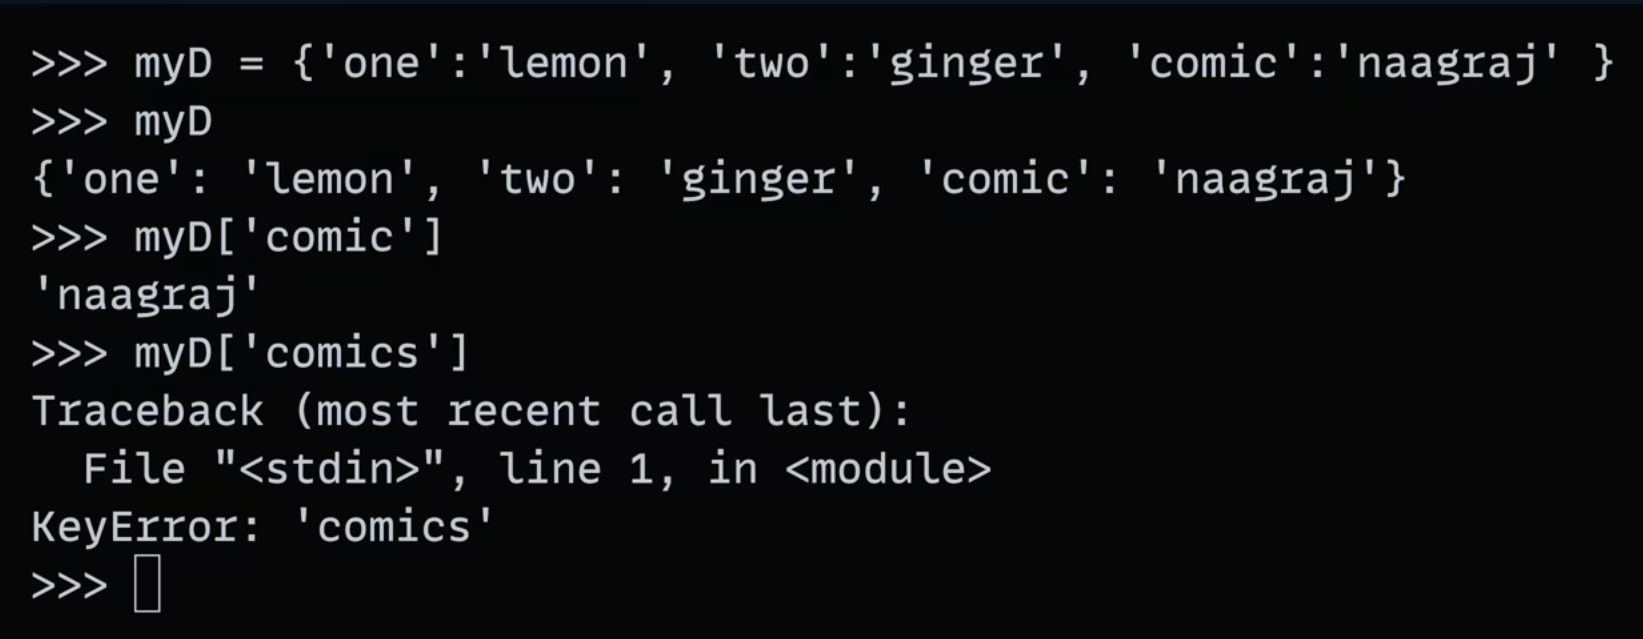 >>> myD = {'one':'lemon', 'two':'ginger', 'comic':'naagraj' }
>>> myD
{'one': 'lemon', 'two': 'ginger', 'comic': 'naagraj'}
>>> myD['comic']
'naagraj'
>>> myD['comics']
Traceback (most recent call last):
  File "<stdin>", line 1, in <module>
KeyError: 'comics'
>>>